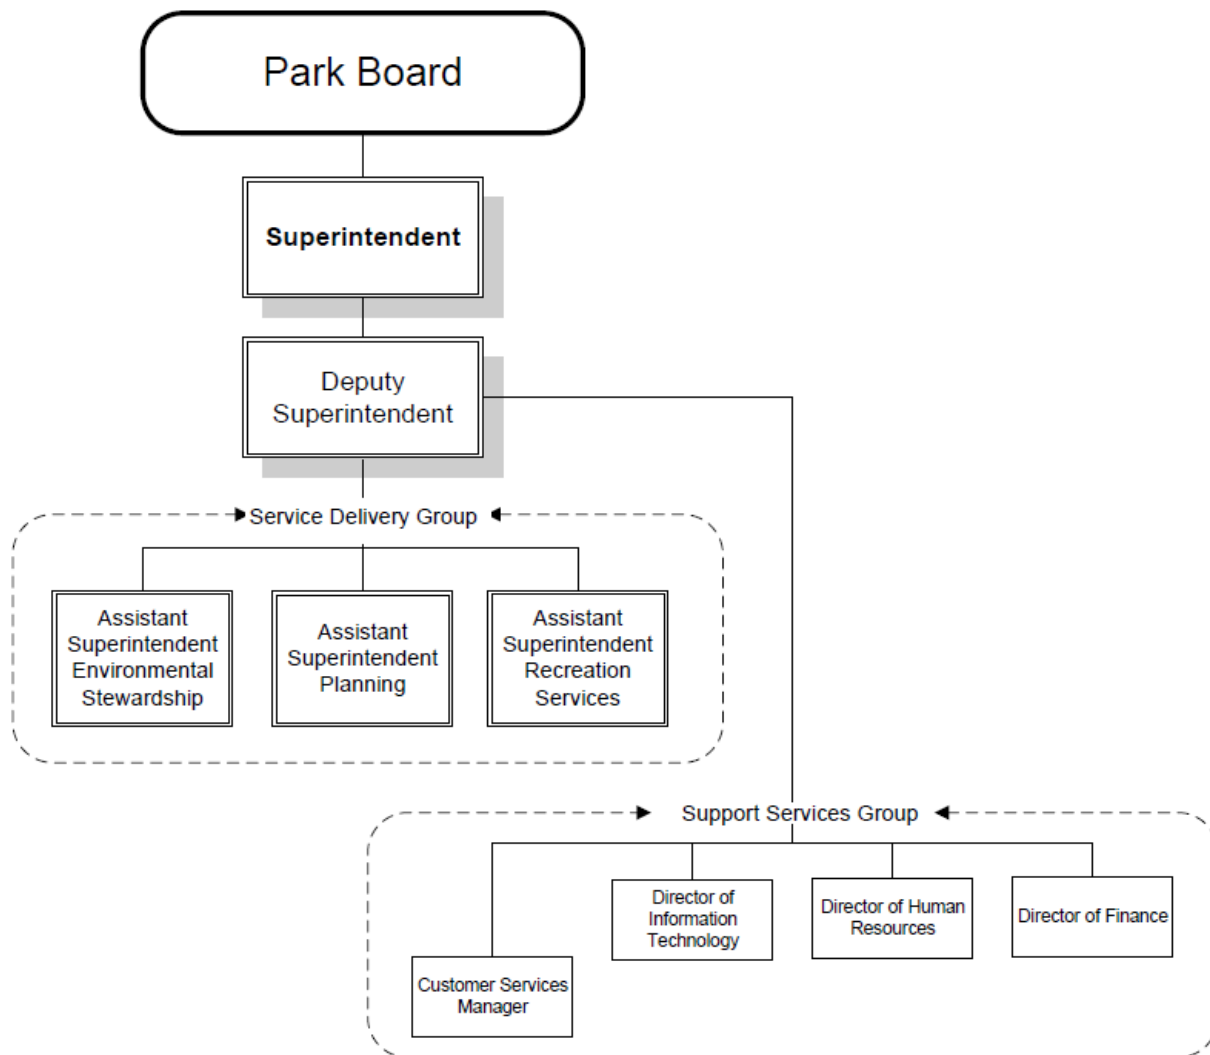 Park Board
Superintendent
Deputy
Superintendent
Service Delivery Group
Assistant
Superintendent
Environmental
Stewardship
Assistant
Superintendent
Planning
Assistant
Superintendent
Recreation
Services
Support Services Group
Customer Services
Manager
Director of
Information
Technology
Director of Human
Resources
Director of Finance